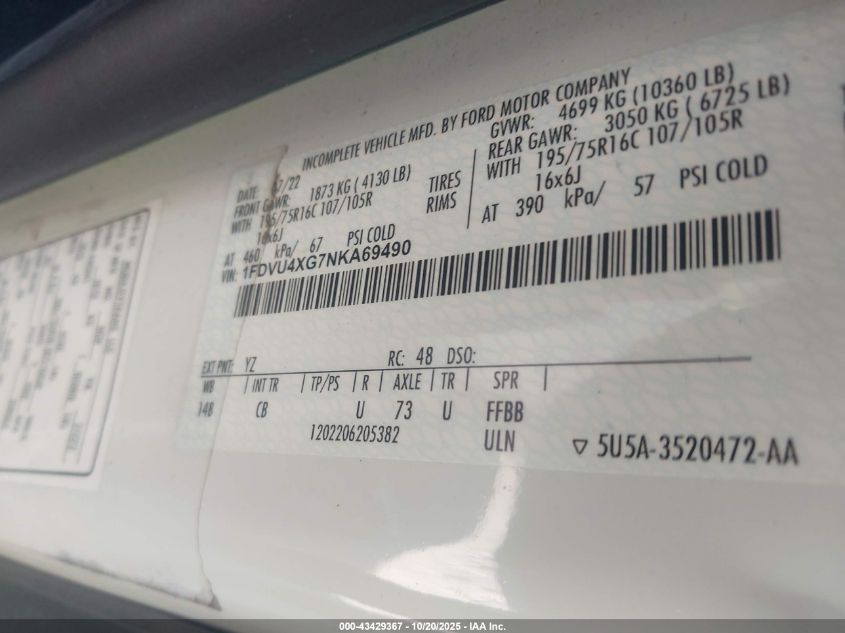 INCOMPLETE VEHICLE MFD. BY FORD MOTOR COMPANY
DATE: /22
GVWR: 4699 KG (10360 LB)
FRONT GAWR: 1873 KG ( 4130 LB)
WITH 195/75R16C 107/105R
TIRES
16x6J
RIMS
AT 460 kPa/ 67 PSI COLD
REAR GAWR: 3050 KG ( 6725 LB)
WITH 195/75R16C 107/105R
16x6J
AT 390 kPa/ 57 PSI COLD
VIN: 1FDVU4XG7NKA69490
EXT PNT: YZ RC: 48 DSO:
WB INT TR TP/PS R AXLE TR SPR
148 CB U 73 U FFBB
1202206205382 ULN 5U5A-3520472-AA
000-43429367 - 10/20/2025 - IAA Inc.